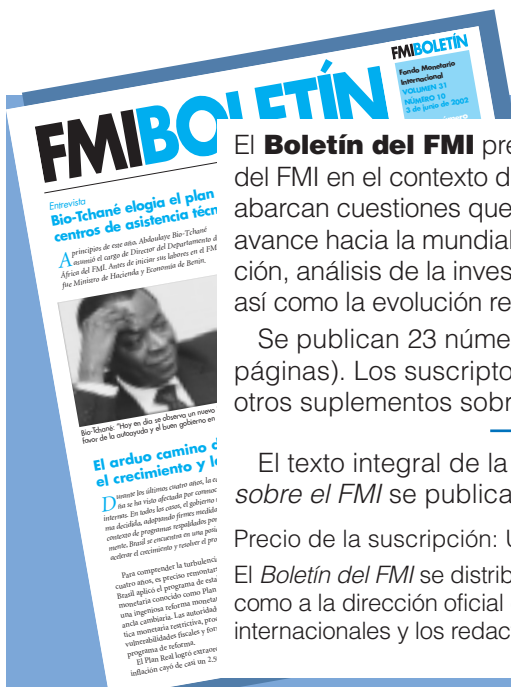 FMIBOLETÍN
Fondo Monetario
Internacional
VOLUMEN 31
NÚMERO 10
3 de junio de 2002
FMIBOLETÍN
Entrevista
Bio-Tchané elogia el plan
centros de asistencia técn
A principios de este año, Abdoulaye Bio-Tchané
asumió el cargo de Director del Departamento d
África del FMI. Antes de iniciar sus labores en el FM
fue Ministro de Hacienda y Economía de Benin.
Bio-Tchané: "Hoy en día se observa un nuevo
favor de la autoayuda y el buen gobierno en
El arduo camino d
el crecimiento y l
Durante los últimos cuatro años, la e
ña se ha visto afectada por conmoc
internas. En todos los casos, el gobierno
ma decidida, adoptando firmes medida
contexto de programas respaldados por
mente, Brasil se encuentra en una posi
acelerar el crecimiento y resolver el pro
Para comprender la turbulenci
cuatro años, es preciso remontar
Brasil aplicó el programa de esta
monetaria conocido como Plan
una ingeniosa reforma moneta
ancla cambiaria. Las autoridad
tica monetaria restrictiva, proc
vulnerabilidades fiscales y for
programa de reforma.
El Plan Real logró extraor
inflación cayó de casi un 2.5
El Boletín del FMI pre
del FMI en el contexto d
abarcan cuestiones que
avance hacia la mundial
ción, análisis de la inves
así como la evolución re
Se publican 23 núme
páginas). Los suscripto
otros suplementos sobr
El texto integral de la
sobre el FMI se publica
Precio de la suscripción: U
El Boletín del FMI se distrib
como a la dirección oficial
internacionales y los redac